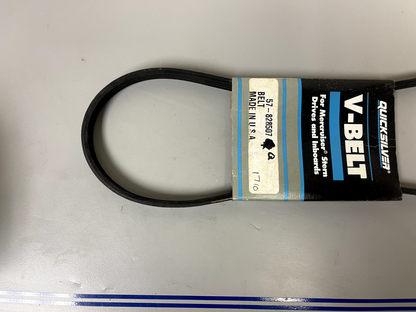 QUICKSILVER®
V-BELT
For Mercruiser® Stern
Drives and Inboards
57-828507 Q
BELT
MADE IN U.S.A
1710